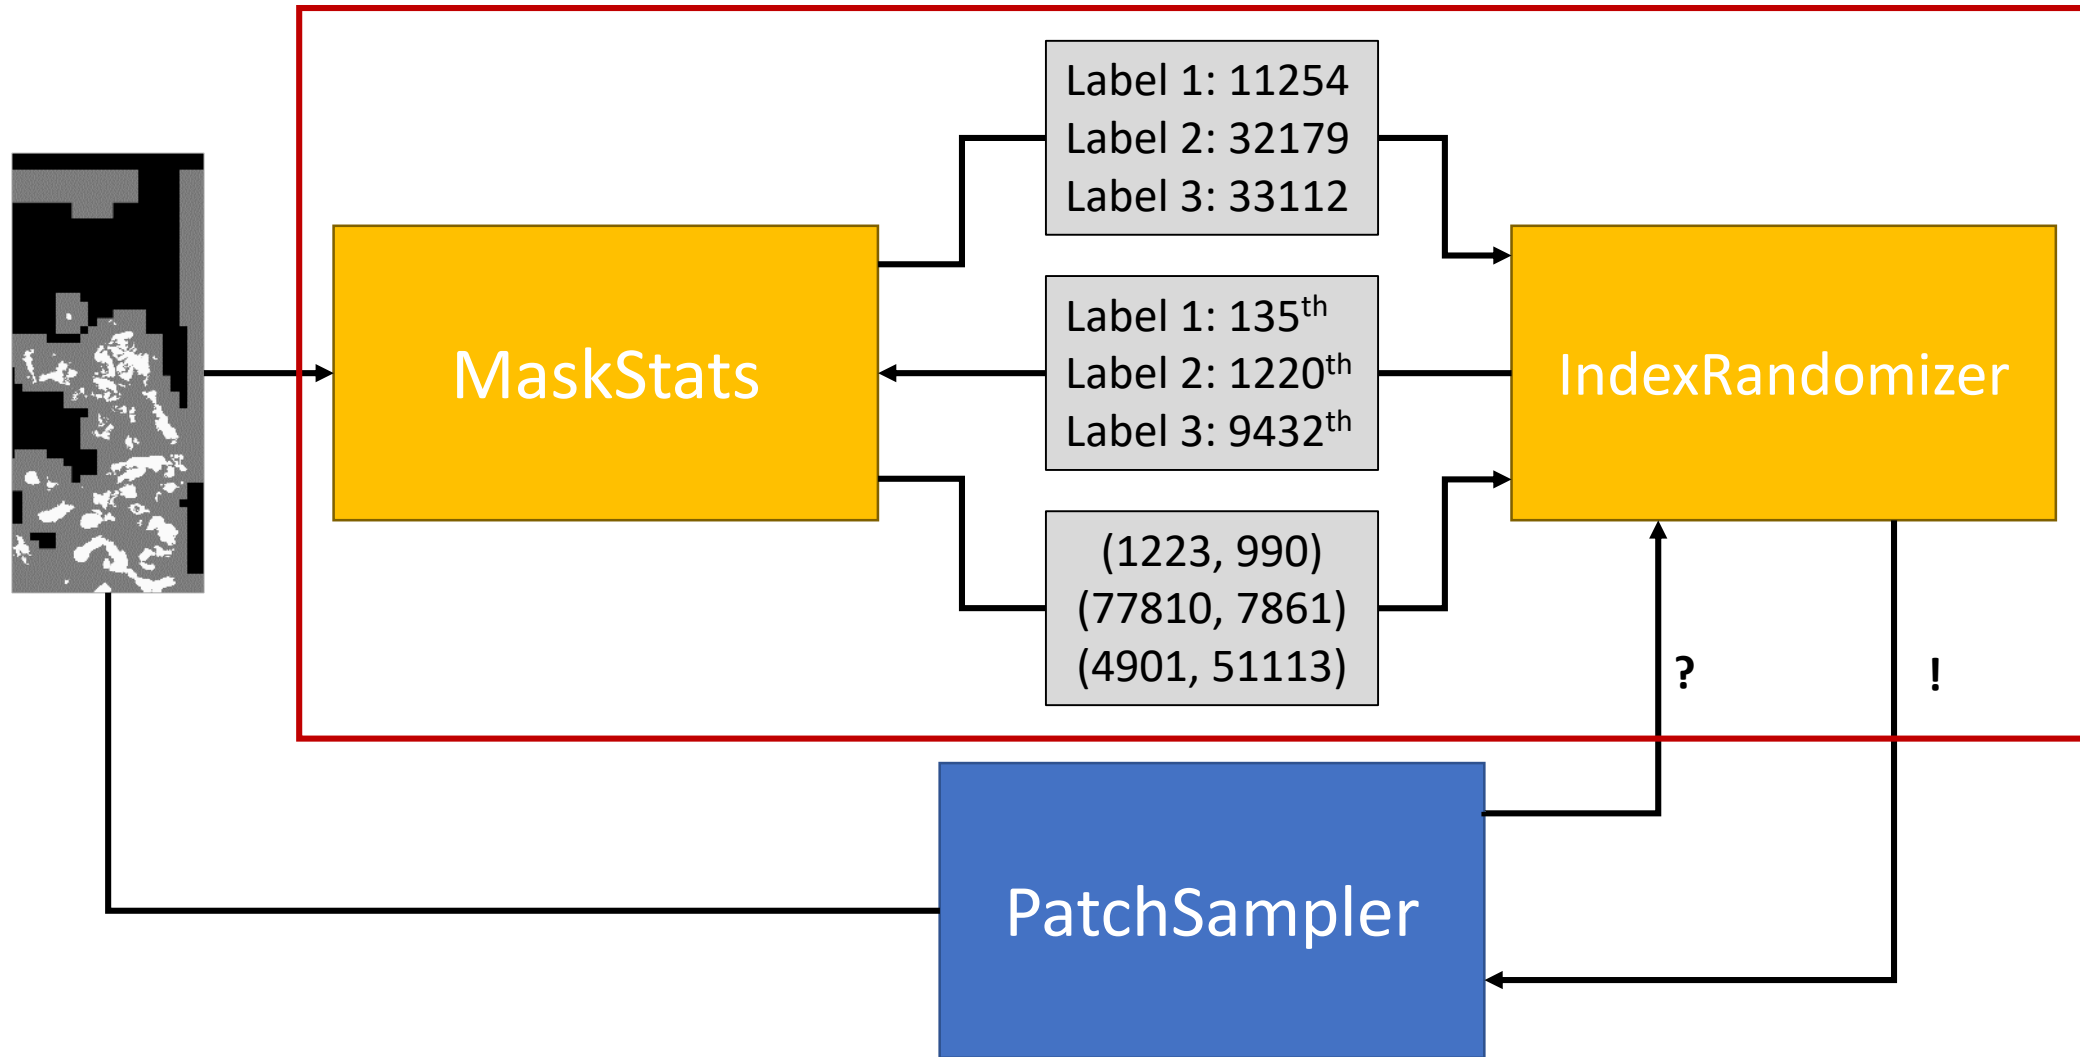 Label 1: 11254
Label 2: 32179
Label 3: 33112
MaskStats
Label 1: 135th
Label 2: 1220th
Label 3: 9432th
IndexRandomizer
(1223, 990)
(77810, 7861)
(4901, 51113)
?
!
PatchSampler